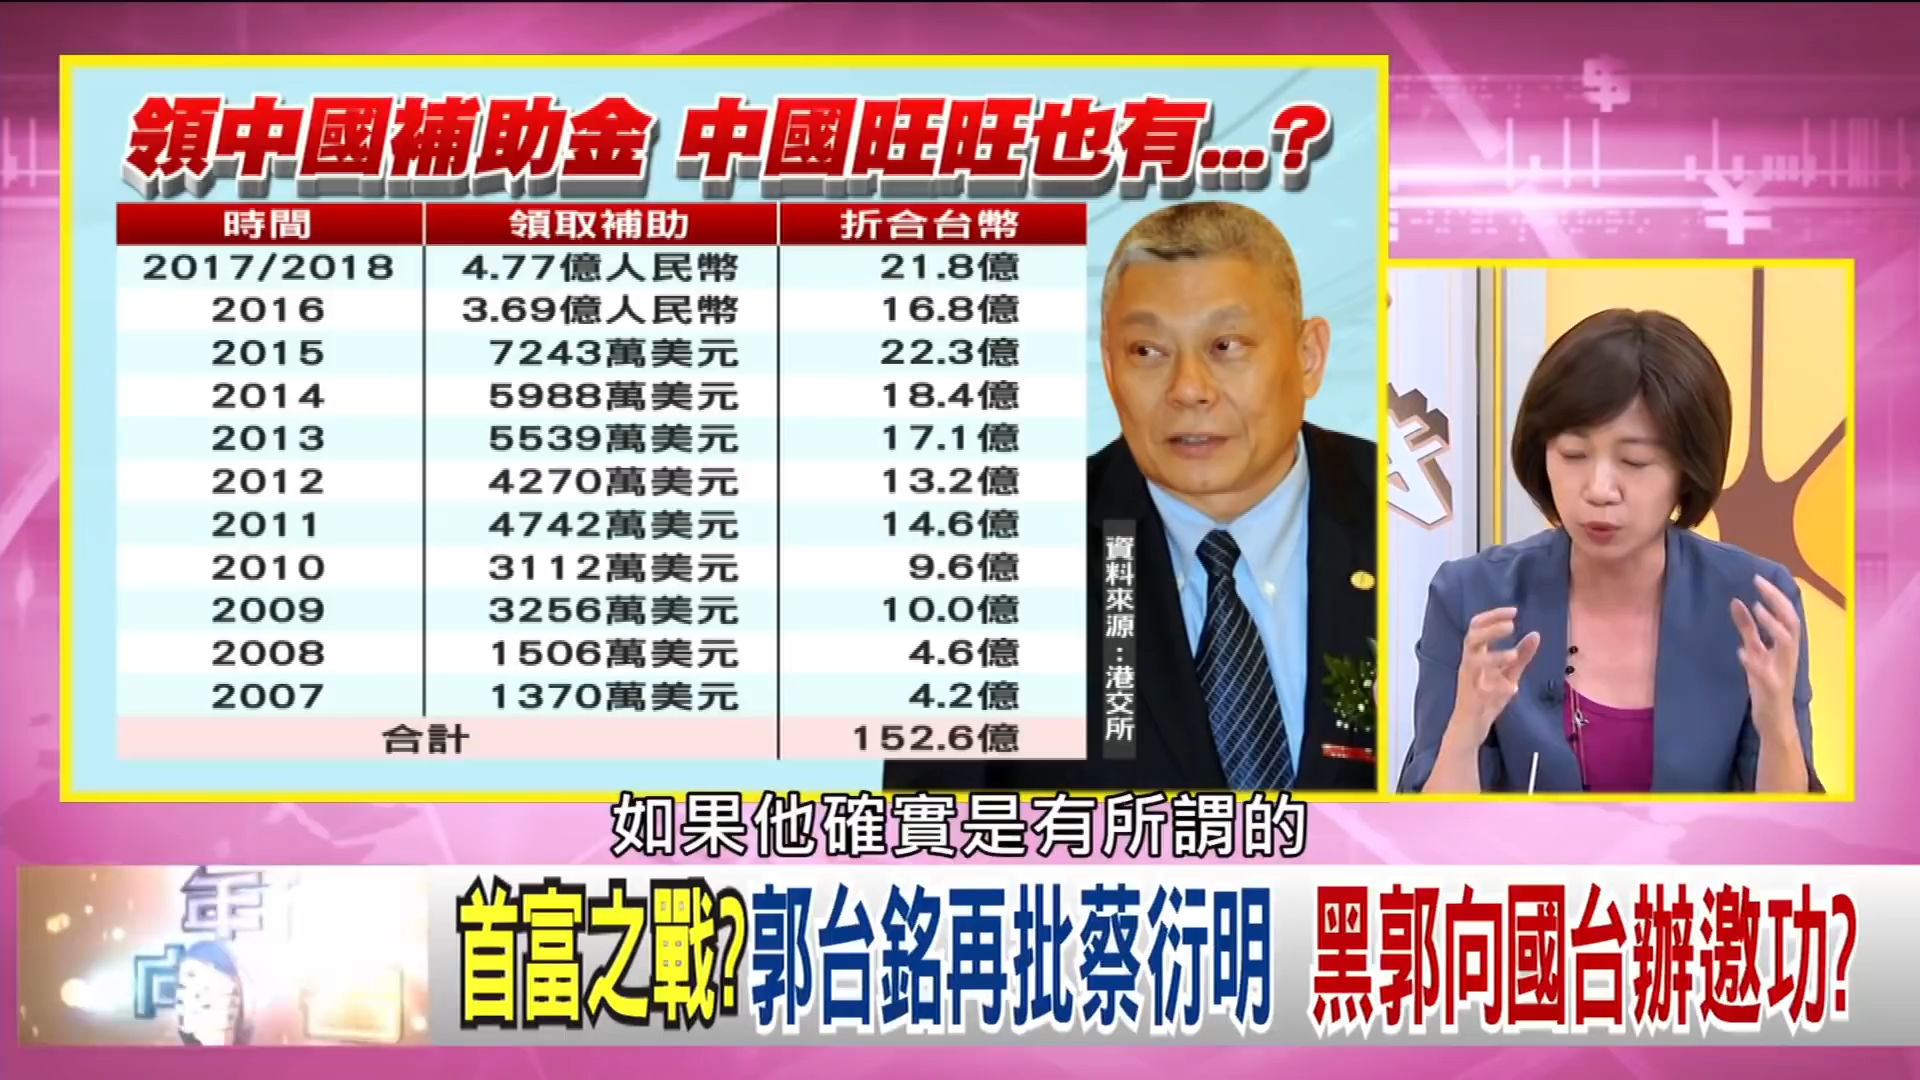 領中國補助金 中國旺旺也有...?
時間 領取補助 折合台幣
2017/2018 4.77億人民幣 21.8億
2016 3.69億人民幣 16.8億
2015 7243萬美元 22.3億
2014 5988萬美元 18.4億
2013 5539萬美元 17.1億
2012 4270萬美元 13.2億
2011 4742萬美元 14.6億
2010 3112萬美元 9.6億
2009 3256萬美元 10.0億
2008 1506萬美元 4.6億
2007 1370萬美元 4.2億
合計 152.6億
資料來源:港交所
如果他確實是有所謂的
年
向
首富之戰?郭台銘再批蔡衍明 黑郭向國台辦邀功?